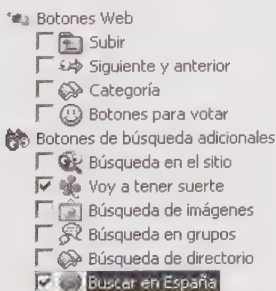 Botones Web
Subir
Siguiente y anterior
Categoría
Botones para votar
Botones de búsqueda adicionales
Búsqueda en el sitio
Voy a tener suerte
Búsqueda de imágenes
Búsqueda en grupos
Búsqueda de directorio
Buscar en España